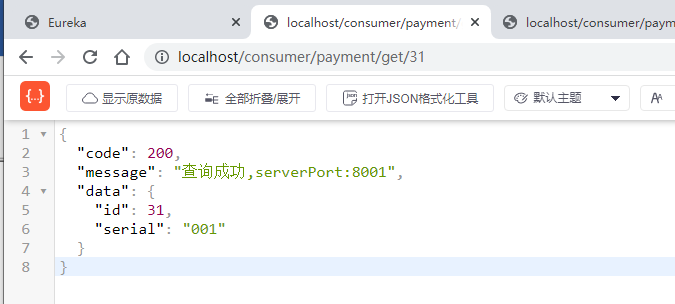 Eureka
localhost/consumer/payment/
localhost/consumer/paym
localhost/consumer/payment/get/31
{...} 显示原数据 全部折叠/展开 打开JSON格式化工具 默认主题 AA
1 {
2 "code": 200,
3 "message": "查询成功,serverPort:8001",
4 "data": {
5 "id": 31,
6 "serial": "001"
7 }
8 }